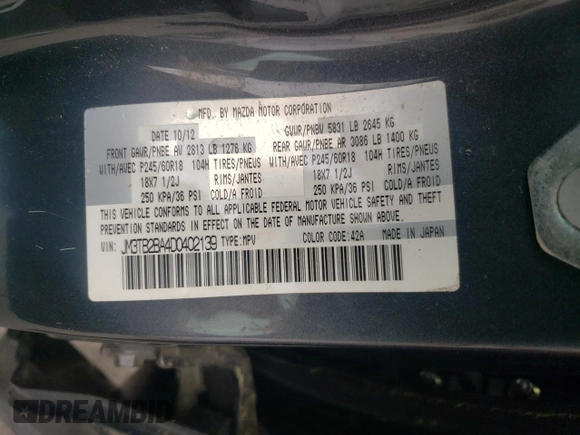 MFD. BY MAZDA MOTOR CORPORATION
DATE 10/12 GVWR/PNBW 5831 LB 2645 KG
FRONT GAWR/PNBE AV 2813 LB 1276 KG REAR GAWR/PNBE AR 3086 LB 1400 KG
WITH/AVEC P245/60R18 104H TIRES/PNEUS WITH/AVEC P245/60R18 104H TIRES/PNEUS
18X7 1/2J RIMS/JANTES 18X7 1/2J RIMS/JANTES
250 KPA/36 PSI COLD/A FROID 250 KPA/36 PSI COLD/A FROID
THIS VEHICLE CONFORMS TO ALL APPLICABLE FEDERAL MOTOR VEHICLE SAFETY AND THEFT
PREVENTION STANDARDS IN EFFECT ON THE DATE OF MANUFACTURE SHOWN ABOVE.
VIN: JM3TB2BA4D0402139 TYPE:MPV COLOR CODE:42A MADE IN JAPAN
DREAMBID